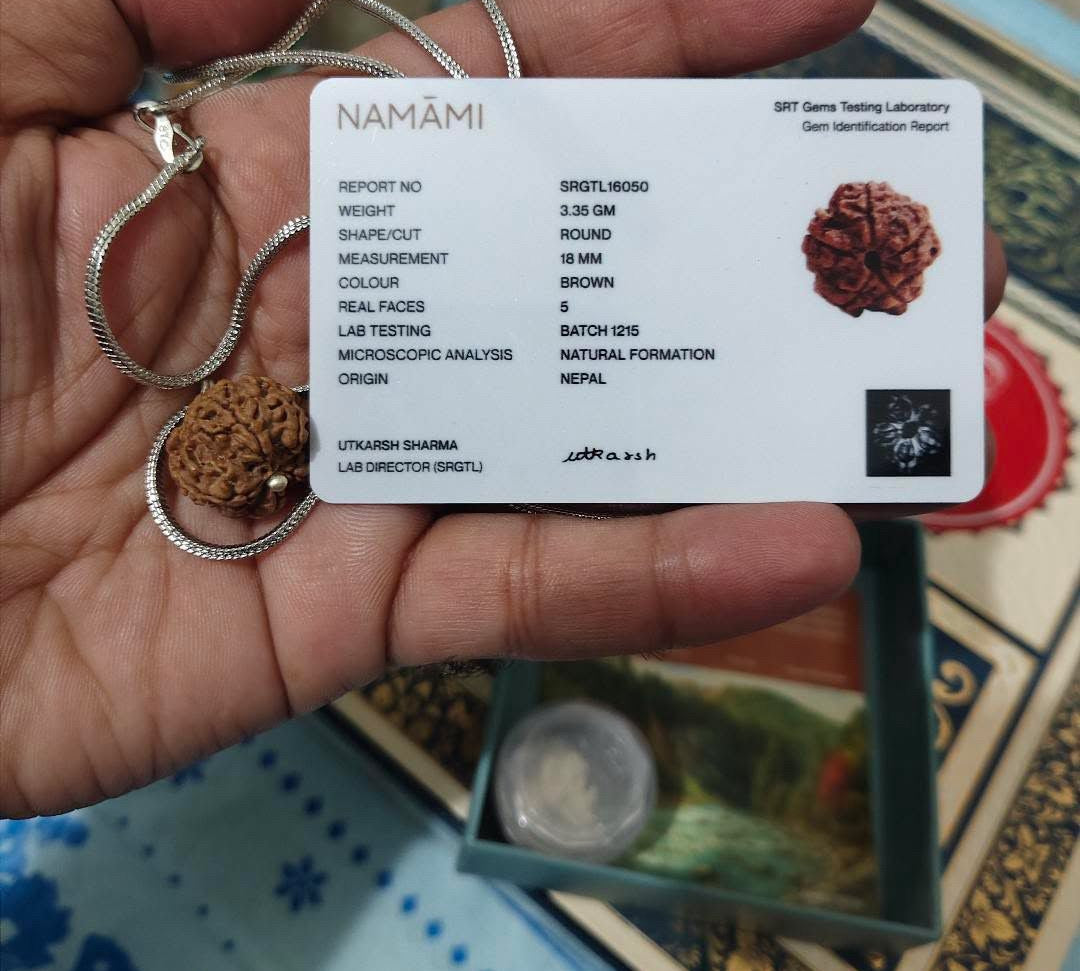 NAMĀMI
SRT Gems Testing Laboratory
Gem Identification Report
REPORT NO SRGTL16050
WEIGHT 3.35 GM
SHAPE/CUT ROUND
MEASUREMENT 18 MM
COLOUR BROWN
REAL FACES 5
LAB TESTING BATCH 1215
MICROSCOPIC ANALYSIS NATURAL FORMATION
ORIGIN NEPAL
UTKARSH SHARMA
LAB DIRECTOR (SRGTL)
utkarsh